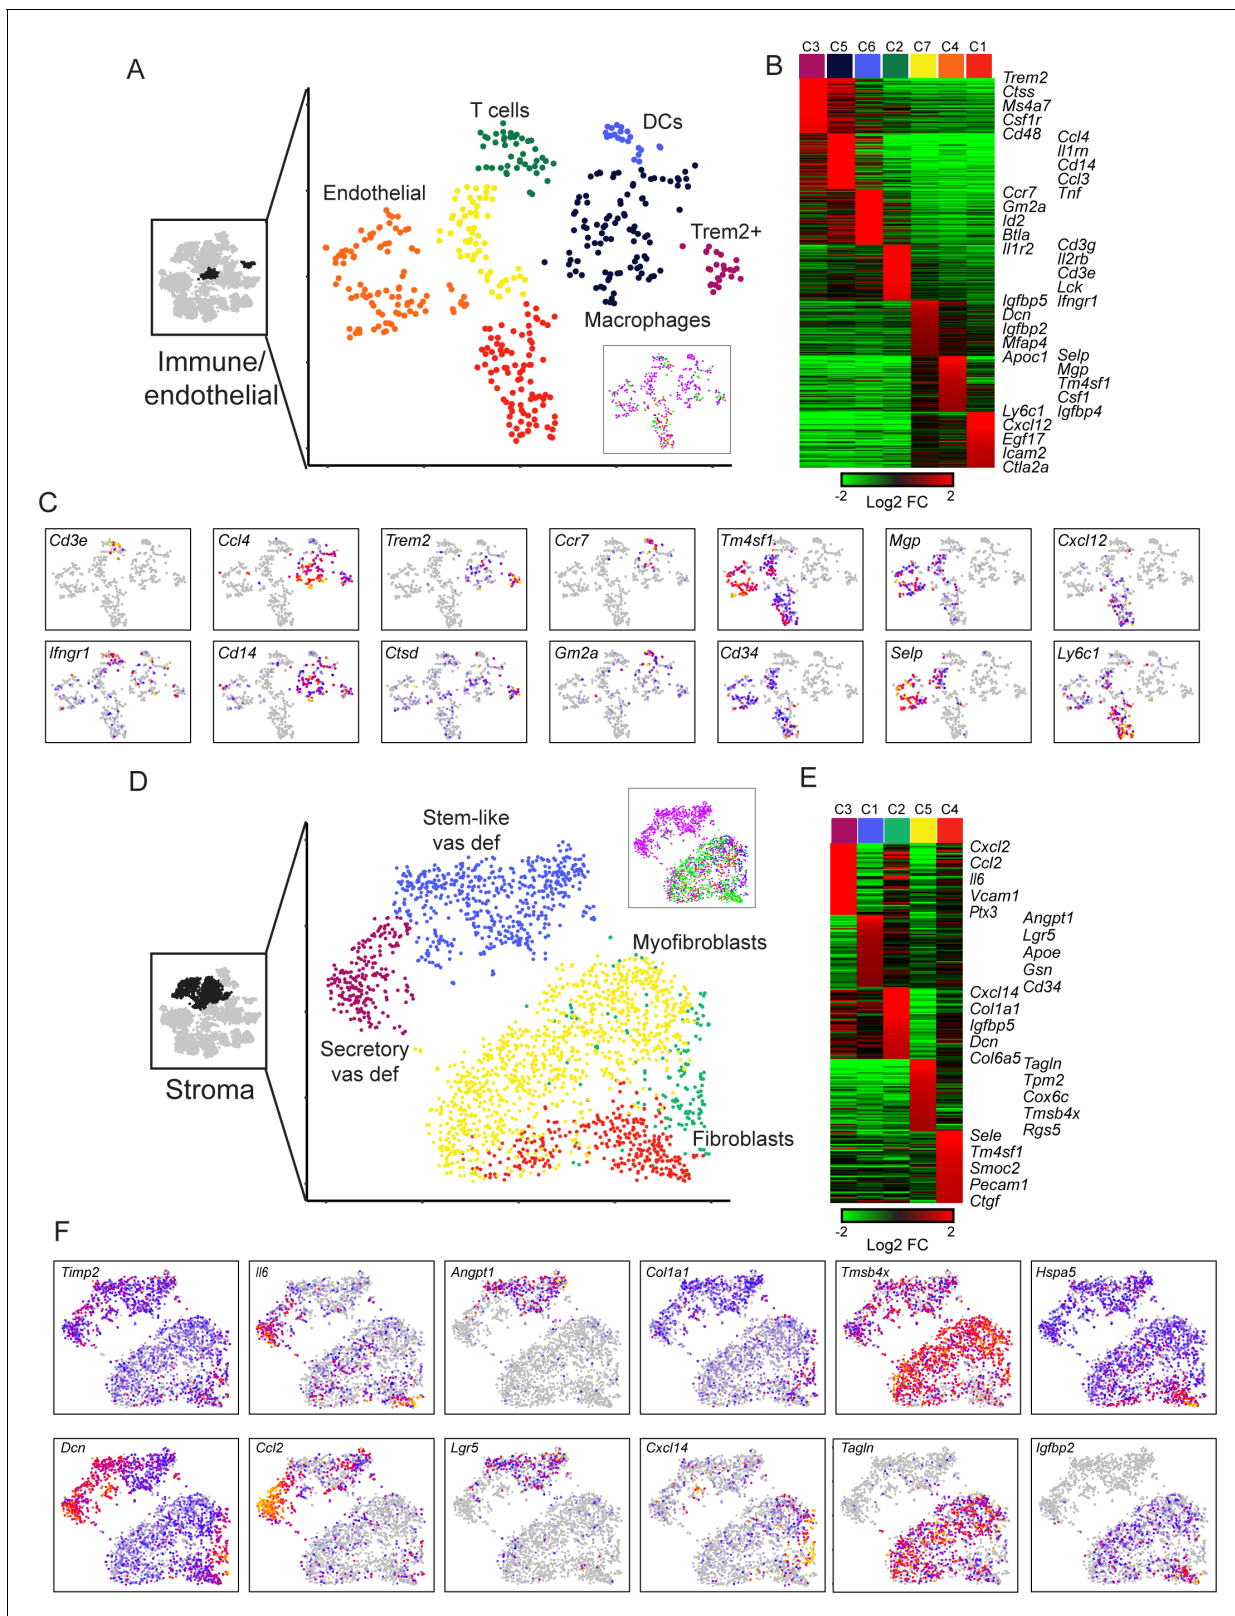 A
T cells
DCs
Endothelial
Trem2+
Macrophages
Immune/
endothelial
B
C3 C5 C6 C2 C7 C4 C1
Trem2
Ctss
Ms4a7
Csf1r
Cd48
Ccl4
Il1rn
Cd14
Ccl3
Tnf
Ccr7
Gm2a
Id2
Btla
Il1r2
Cd3g
Il2rb
Cd3e
Lck
Ifngr1
Igfbp5
Dcn
Igfbp2
Mfap4
Apoc1
Selp
Mgp
Tm4sf1
Csf1
Igfbp4
Ly6c1
Cxcl12
Egf17
Icam2
Ctla2a
-2 2
Log2 FC
C
Cd3e Ccl4 Trem2 Ccr7 Tm4sf1 Mgp Cxcl12
Ifngr1 Cd14 Ctsd Gm2a Cd34 Selp Ly6c1
D
Stem-like
vas def
Myofibroblasts
Secretory
vas def
Fibroblasts
Stroma
E
C3 C1 C2 C5 C4
Cxcl2
Ccl2
Il6
Vcam1
Ptx3
Angpt1
Lgr5
Apoe
Gsn
Cd34
Cxcl14
Col1a1
Igfbp5
Dcn
Col6a5
Tagln
Tpm2
Cox6c
Tmsb4x
Rgs5
Sele
Tm4sf1
Smoc2
Pecam1
Ctgf
-2 2
Log2 FC
F
Timp2 Il6 Angpt1 Col1a1 Tmsb4x Hspa5
Dcn Ccl2 Lgr5 Cxcl14 Tagln Igfbp2